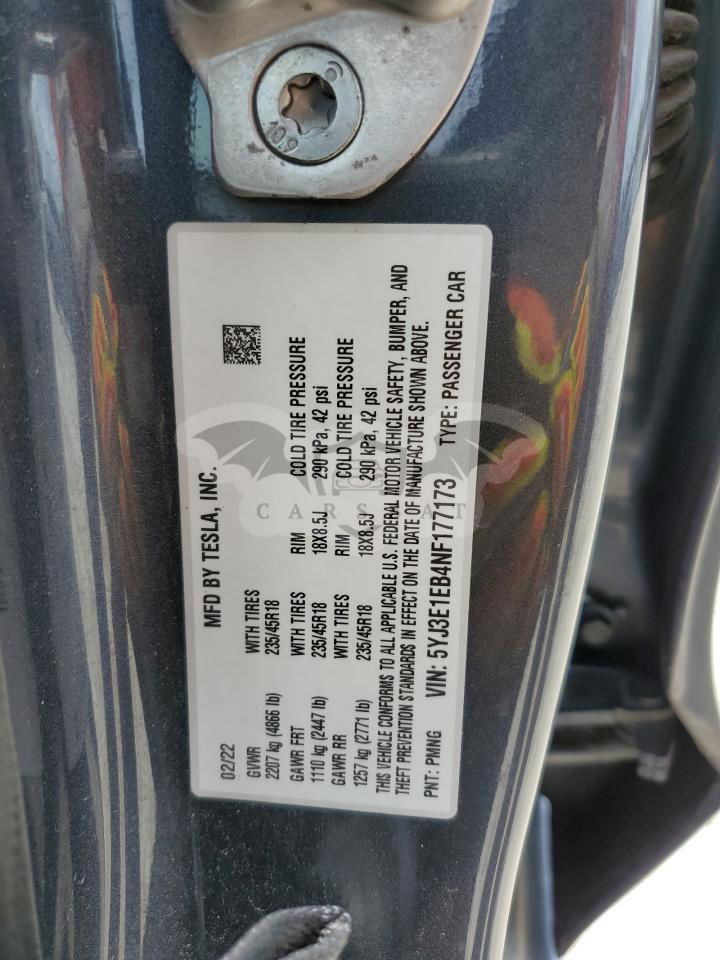 10.9
MFD BY TESLA, INC.
02/22
GVWR WITH TIRES
2207 kg (4866 lb) 235/45R18
GAWR FRT WITH TIRES RIM COLD TIRE PRESSURE
1110 kg (2447 lb) 235/45R18 18X8.5J 290 kPa, 42 psi
GAWR RR WITH TIRES RIM COLD TIRE PRESSURE
1257 kg (2771 lb) 235/45R18 18X8.5J 290 kPa, 42 psi
THIS VEHICLE CONFORMS TO ALL APPLICABLE U.S. FEDERAL MOTOR VEHICLE SAFETY, BUMPER, AND
THEFT PREVENTION STANDARDS IN EFFECT ON THE DATE OF MANUFACTURE SHOWN ABOVE.
PNT: PMNG VIN: 5YJ3E1EB4NF177173 TYPE: PASSENGER CAR